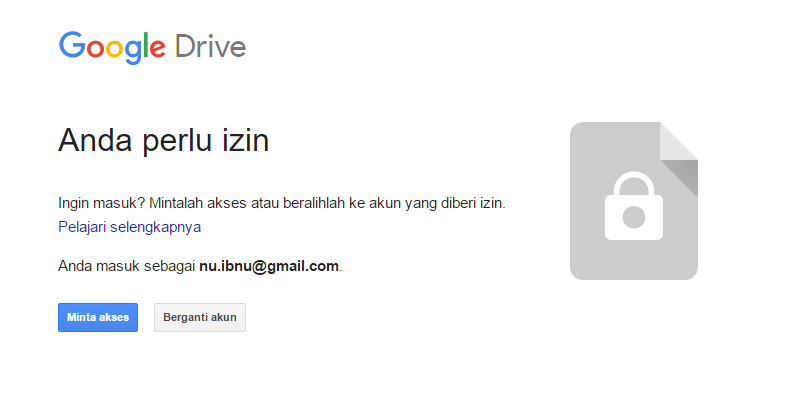 Google Drive
Anda perlu izin
Ingin masuk? Mintalah akses atau beralihlah ke akun yang diberi izin.
Pelajari selengkapnya
Anda masuk sebagai nu.ibnu@gmail.com.
Minta akses Berganti akun